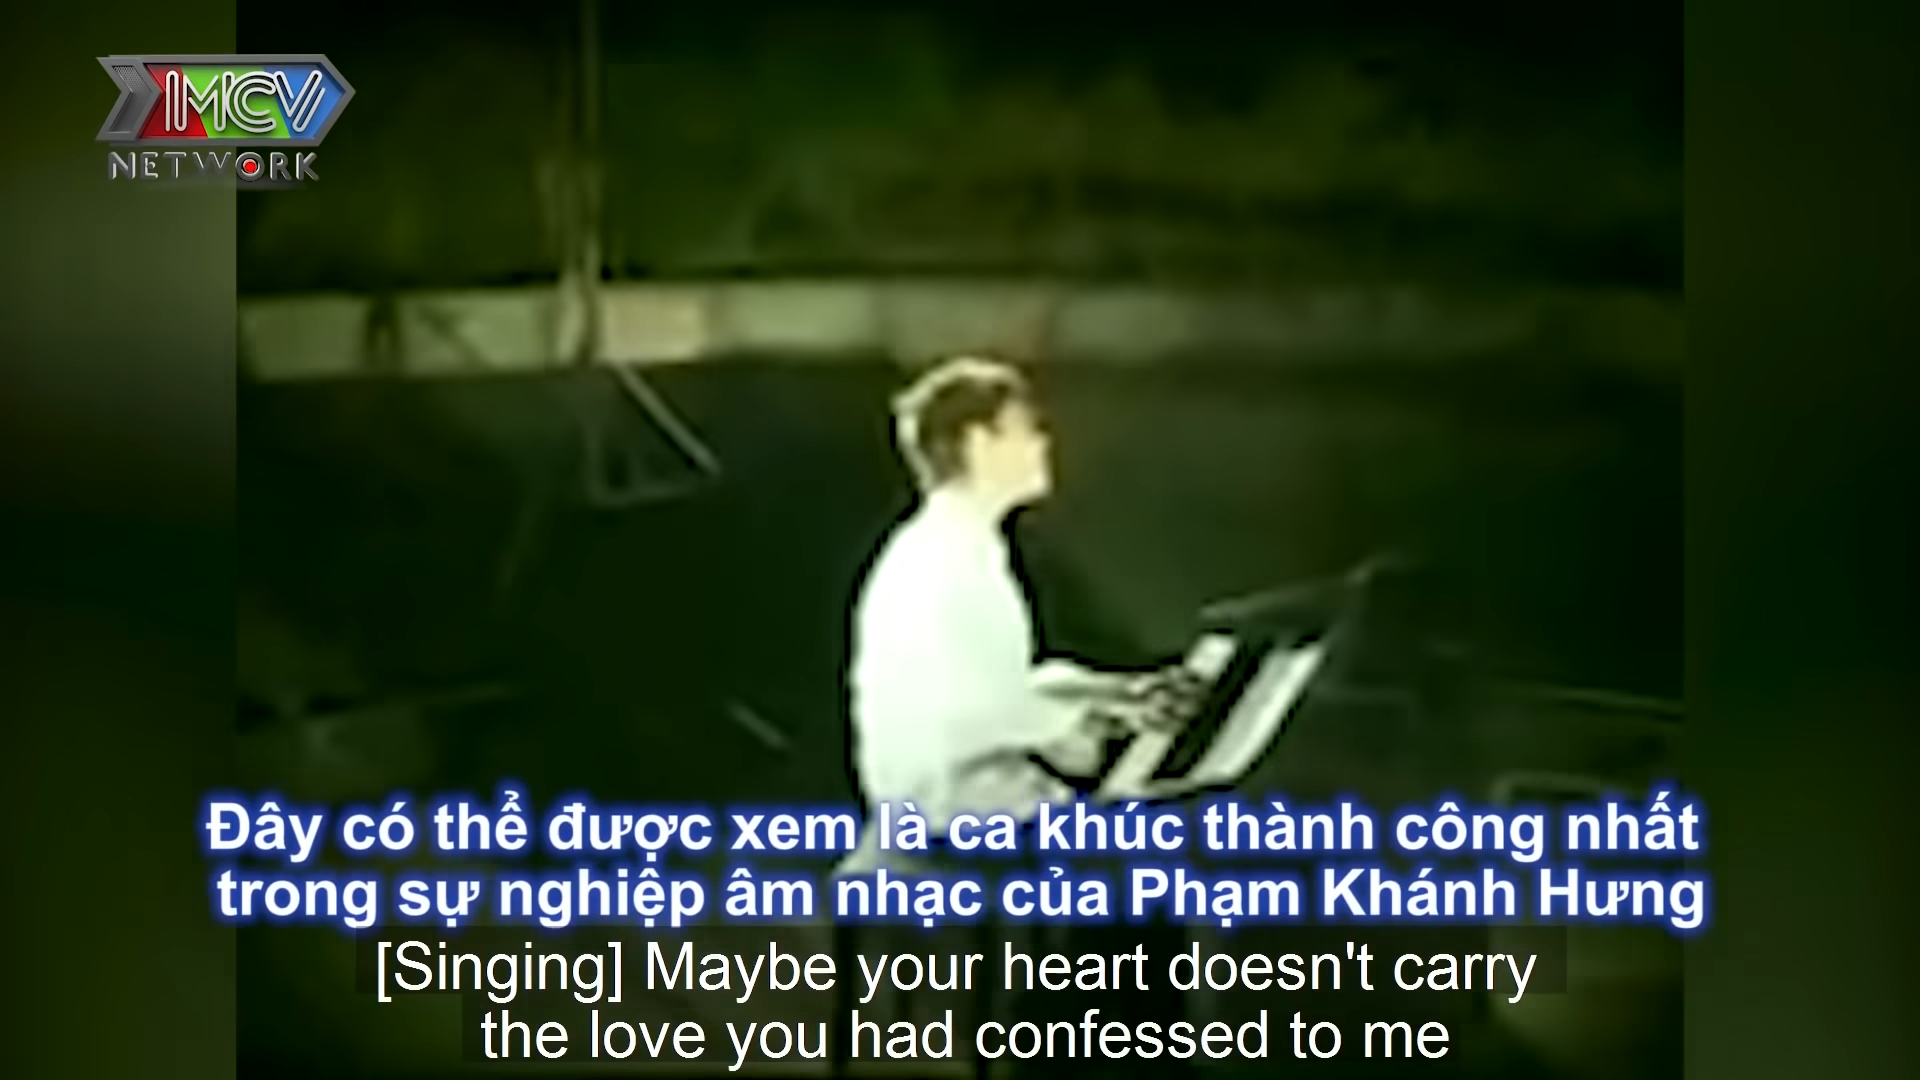 MCV
NETWORK
Đây có thể được xem là ca khúc thành công nhất
trong sự nghiệp âm nhạc của Phạm Khánh Hưng
[Singing] Maybe your heart doesn't carry
the love you had confessed to me